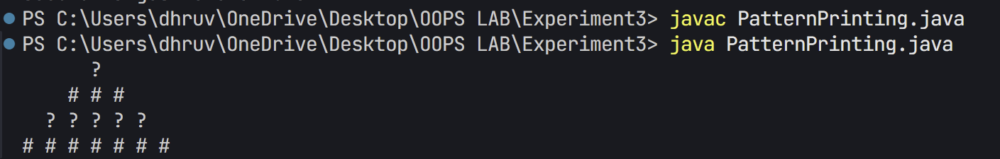 PS C:\Users\dhruv\OneDrive\Desktop\OOPS LAB\Experiment3> javac PatternPrinting.java
PS C:\Users\dhruv\OneDrive\Desktop\OOPS LAB\Experiment3> java PatternPrinting.java
      ?
    # # #
  ? ? ? ? ?
# # # # # # #